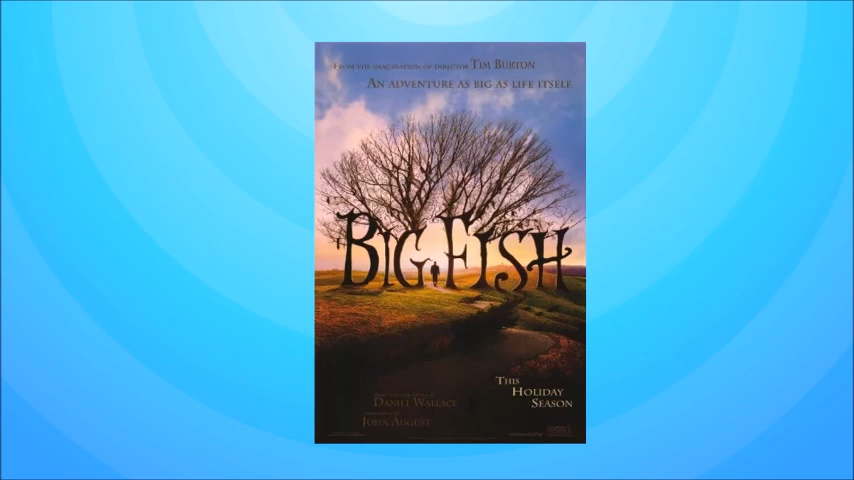 FROM THE IMAGINATION OF DIRECTOR TIM BURTON
AN ADVENTURE AS BIG AS LIFE ITSELF.
BIG FISH
THIS
HOLIDAY
SEASON
DANIEL WALLACE
JOHN AUGUST